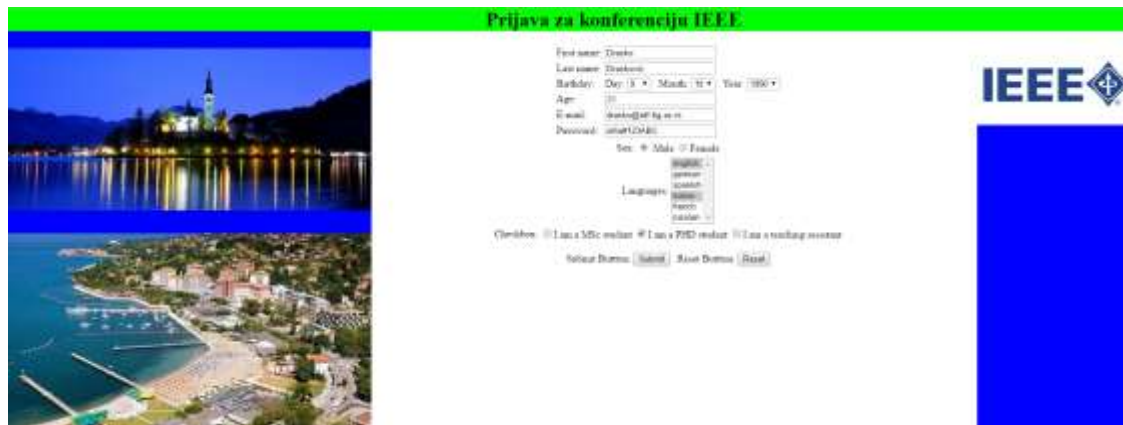 Prijava za konferenciju IEEE
First name:
Last name:
Birthday: Day: Month: Year: 1990
Age:
E-mail:
Password:
Sex: Male Female
Languages: english
german
spanish
italian
french
russian
Checkbox: I am a MSc student I am a PHD student I am a teaching assistant
Submit Button: Submit Reset Button: Reset
IEEE